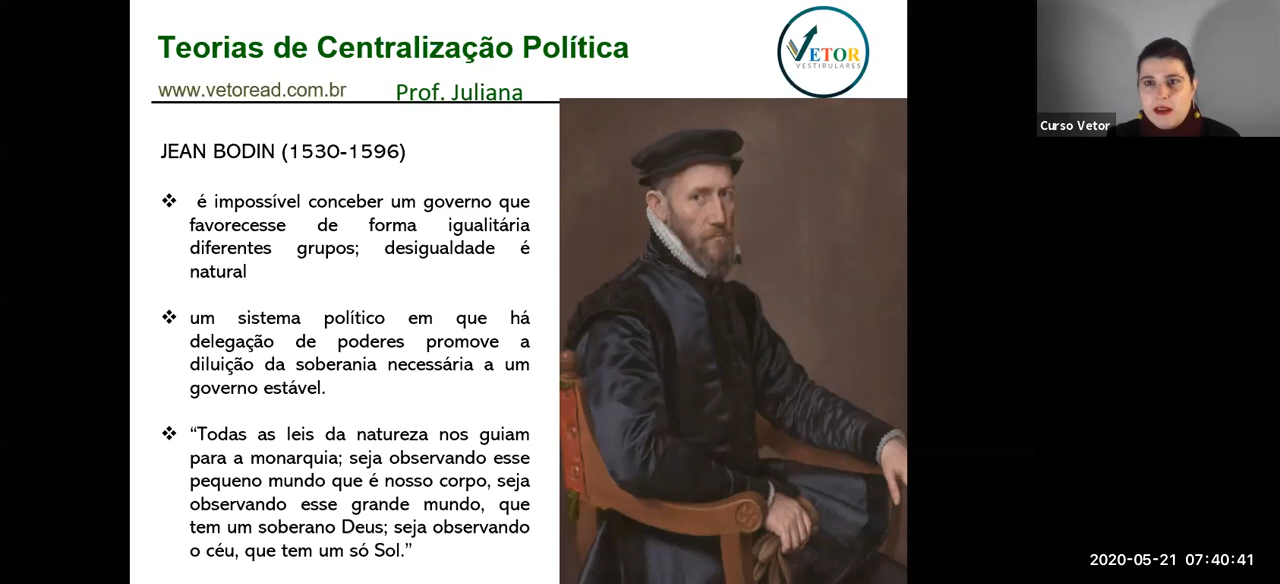 Teorias de Centralização Política
VETOR
VESTIBULARES
www.vetoread.com.br
Prof. Juliana
Curso Vetor
JEAN BODIN (1530-1596)
❖ é impossível conceber um governo que
favorecesse de forma igualitária
diferentes grupos; desigualdade é
natural
❖ um sistema político em que há
delegação de poderes promove a
diluição da soberania necessária a um
governo estável.
❖ “Todas as leis da natureza nos guiam
para a monarquia; seja observando esse
pequeno mundo que é nosso corpo, seja
observando esse grande mundo, que
tem um soberano Deus; seja observando
o céu, que tem um só Sol.”
2020-05-21 07:40:41